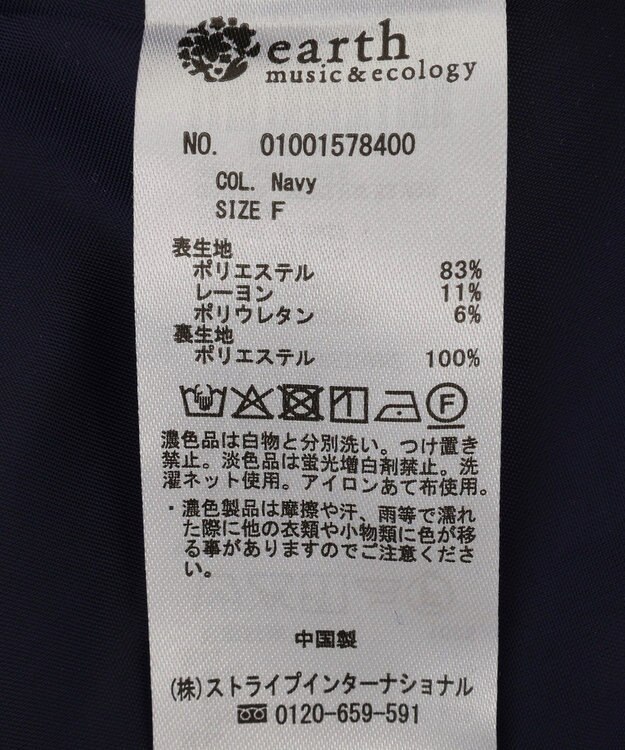 earth
music&ecology
NO. 01001578400
COL. Navy
SIZE F
表生地
ポリエステル 83%
レーヨン 11%
ポリウレタン 6%
裏生地
ポリエステル 100%
F
濃色品は白物と分別洗い。つけ置き
禁止。淡色品は蛍光増白剤禁止。洗
濯ネット使用。アイロンあて布使用。
・濃色製品は摩擦や汗、雨等で濡れ
た際に他の衣類や小物類に色が移
る事がありますのでご注意くださ
い。
中国製
(株)ストライプインターナショナル
0120-659-591